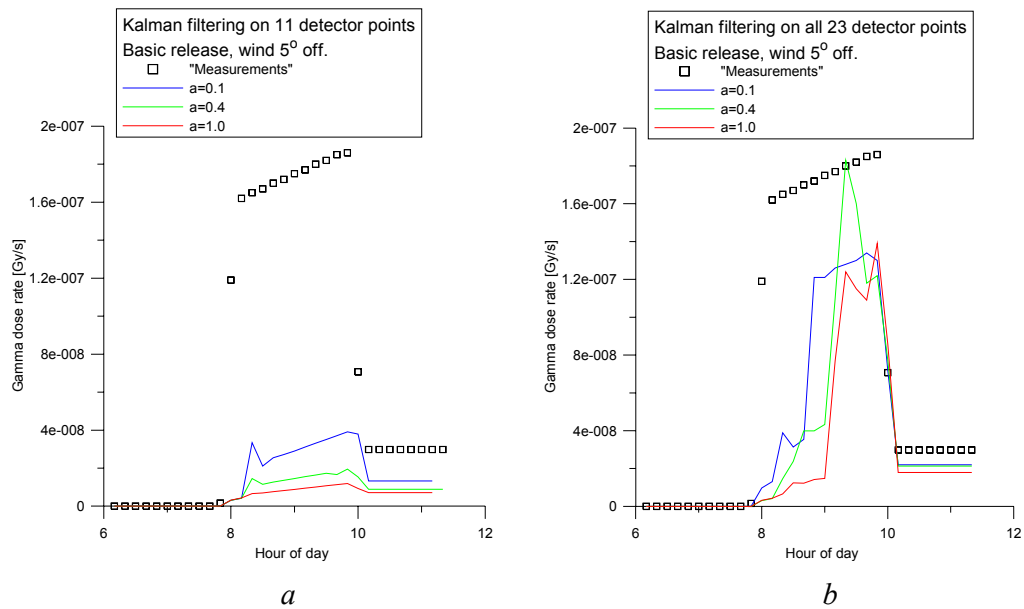 Kalman filtering on 11 detector points
Basic release, wind 5o off.
"Measurements"
a=0.1
a=0.4
a=1.0
2e-007
1.6e-007
1.2e-007
8e-008
4e-008
0
Gamma dose rate [Gy/s]
6
8
10
12
Hour of day
a
Kalman filtering on all 23 detector points
Basic release, wind 5o off.
"Measurements"
a=0.1
a=0.4
a=1.0
2e-007
1.6e-007
1.2e-007
8e-008
4e-008
0
Gamma dose rate [Gy/s]
6
8
10
12
Hour of day
b